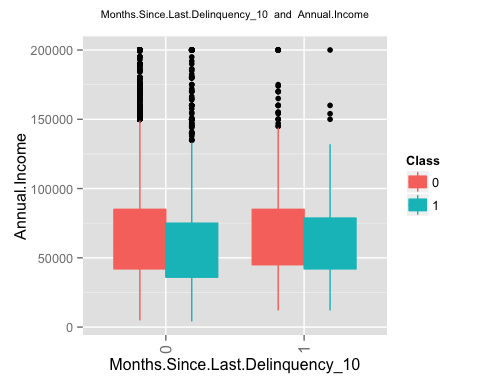 Months.Since.Last.Delinquency_10 and Annual.Income
200000
150000
100000
50000
0
Annual.Income
0
1
Months.Since.Last.Delinquency_10
Class
0
1